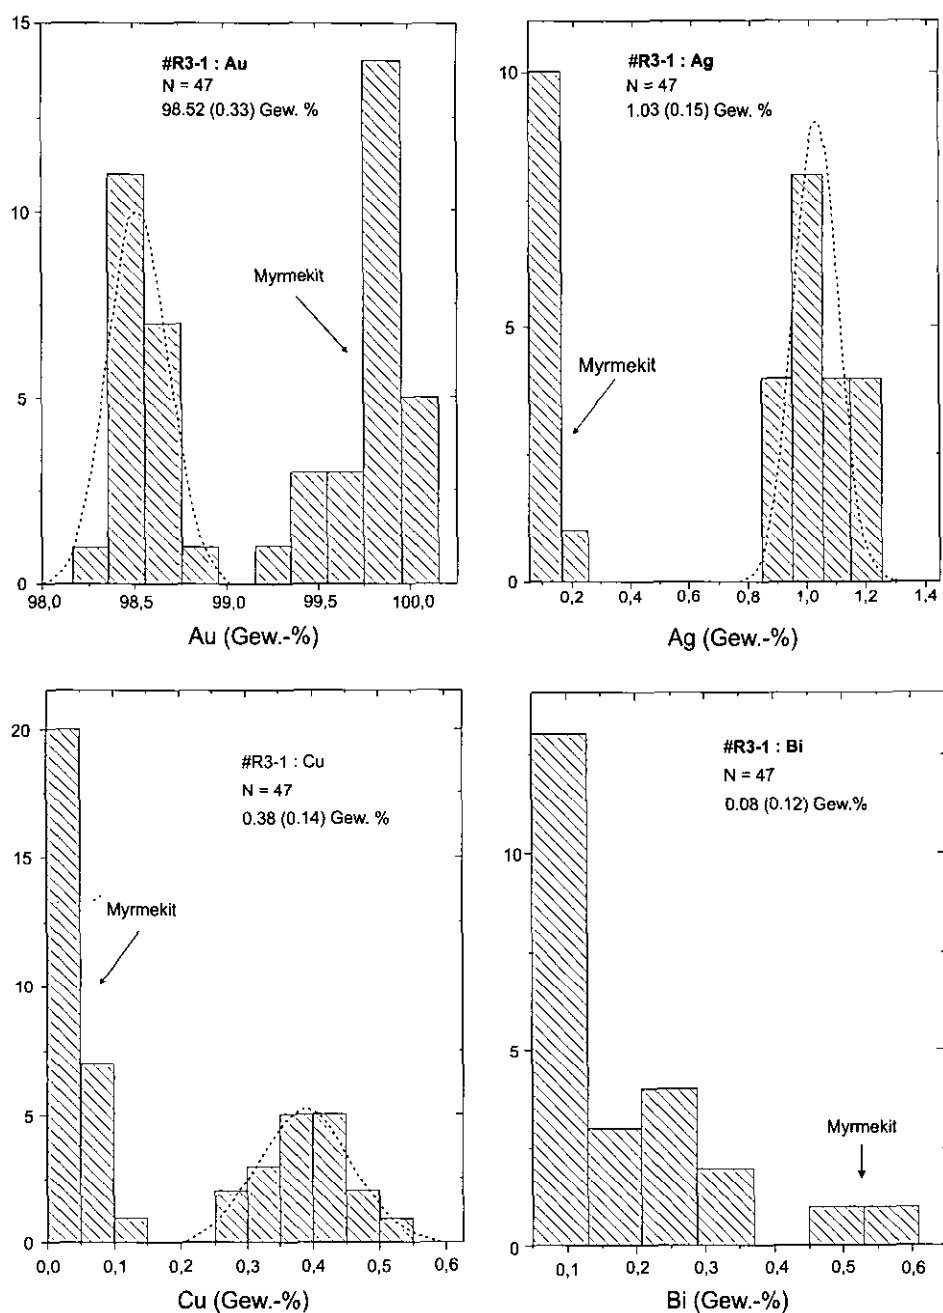 15
10
5
0
#R3-1 : Au
N = 47
98.52 (0.33) Gew. %
Myrmekit
98,0 98,5 99,0 99,5 100,0
Au (Gew.-%)
10
5
0
#R3-1 : Ag
N = 47
1.03 (0.15) Gew. %
Myrmekit
0,2 0,4 0,6 0,8 1,0 1,2 1,4
Ag (Gew.-%)
20
15
10
5
0
#R3-1 : Cu
N = 47
0.38 (0.14) Gew. %
Myrmekit
0,0 0,1 0,2 0,3 0,4 0,5 0,6
Cu (Gew.-%)
10
5
0
#R3-1 : Bi
N = 47
0.08 (0.12) Gew.%
Myrmekit
0,1 0,2 0,3 0,4 0,5 0,6
Bi (Gew.-%)